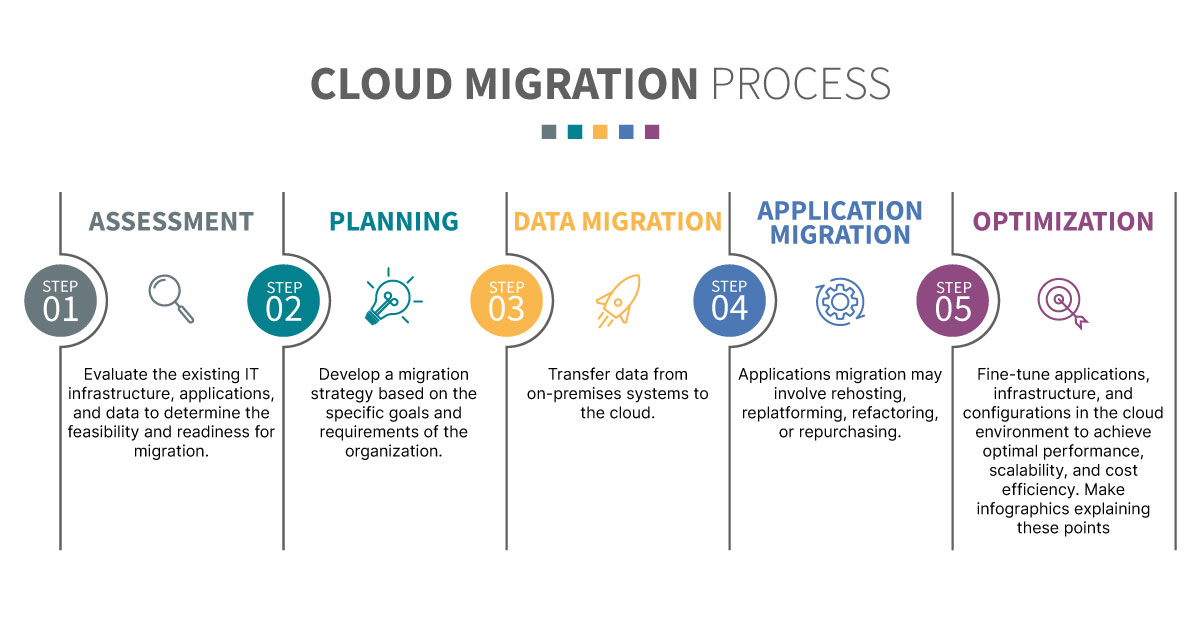 CLOUD MIGRATION PROCESS
ASSESSMENT
STEP
01
Evaluate the existing IT
infrastructure, applications,
and data to determine the
feasibility and readiness for
migration.
PLANNING
STEP
02
Develop a migration
strategy based on the
specific goals and
requirements of the
organization.
DATA MIGRATION
STEP
03
Transfer data from
on-premises systems to
the cloud.
APPLICATION
MIGRATION
STEP
04
Applications migration may
involve rehosting,
replatforming, refactoring,
or repurchasing.
OPTIMIZATION
STEP
05
Fine-tune applications,
infrastructure, and
configurations in the cloud
environment to achieve
optimal performance,
scalability, and cost
efficiency. Make
infographics explaining
these points